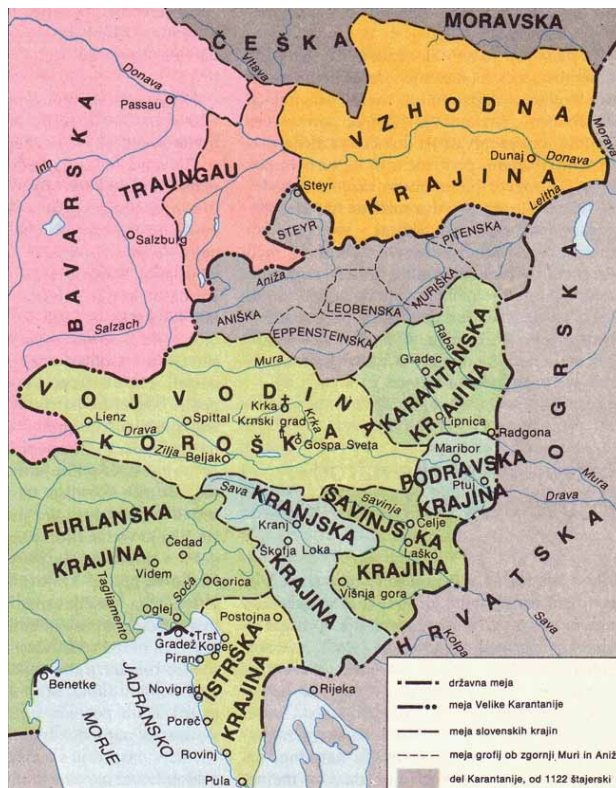 MORAVSKA
ČEŠKA
Vltava
Donava
Passau
VZHODNA
KRAJINA
Dunaj
Donava
Morava
Leitha
Inn
BAVARSKA
TRAUNGAU
Steyr
STEYR
Salzburg
PITENSKA
Aniža
MURIŠKA
LEOBENSKA
ANIŠKA
EPPENSTEINSKA
Salzach
OGRSKA
Mura
Raba
Gradec
KARANTANSKA
KRAJINA
Lipnica
Radgona
VOJVODINA
KOROŠKA
Krka
Krnski grad
Krka
Lienz
Spittal
Drava
Zilja
Beljak
Gospa Sveta
Maribor
PODRAVSKA
KRAJINA
Ptuj
Mura
Drava
Sava
KRANJSKA
KRAJINA
Kranj
Škofja Loka
Savinja
SAVINJSKA
KRAJINA
Celje
Laško
Višnja gora
FURLANSKA
KRAJINA
Čedad
Videm
Soča
Gorica
Tagliamento
Oglej
Postojna
HRVATSKA
Sava
Kolpa
Gradež
Trst
Koper
Piran
ISTRSKA
KRAJINA
Benetke
JADRANSKO
MORJE
Novigrad
Rijeka
Poreč
Rovinj
Pula
državna meja
meja Velike Karantanije
meja slovenskih krajin
meja grofij ob zgornji Muri in Aniž
del Karantanije, od 1122 štajerski